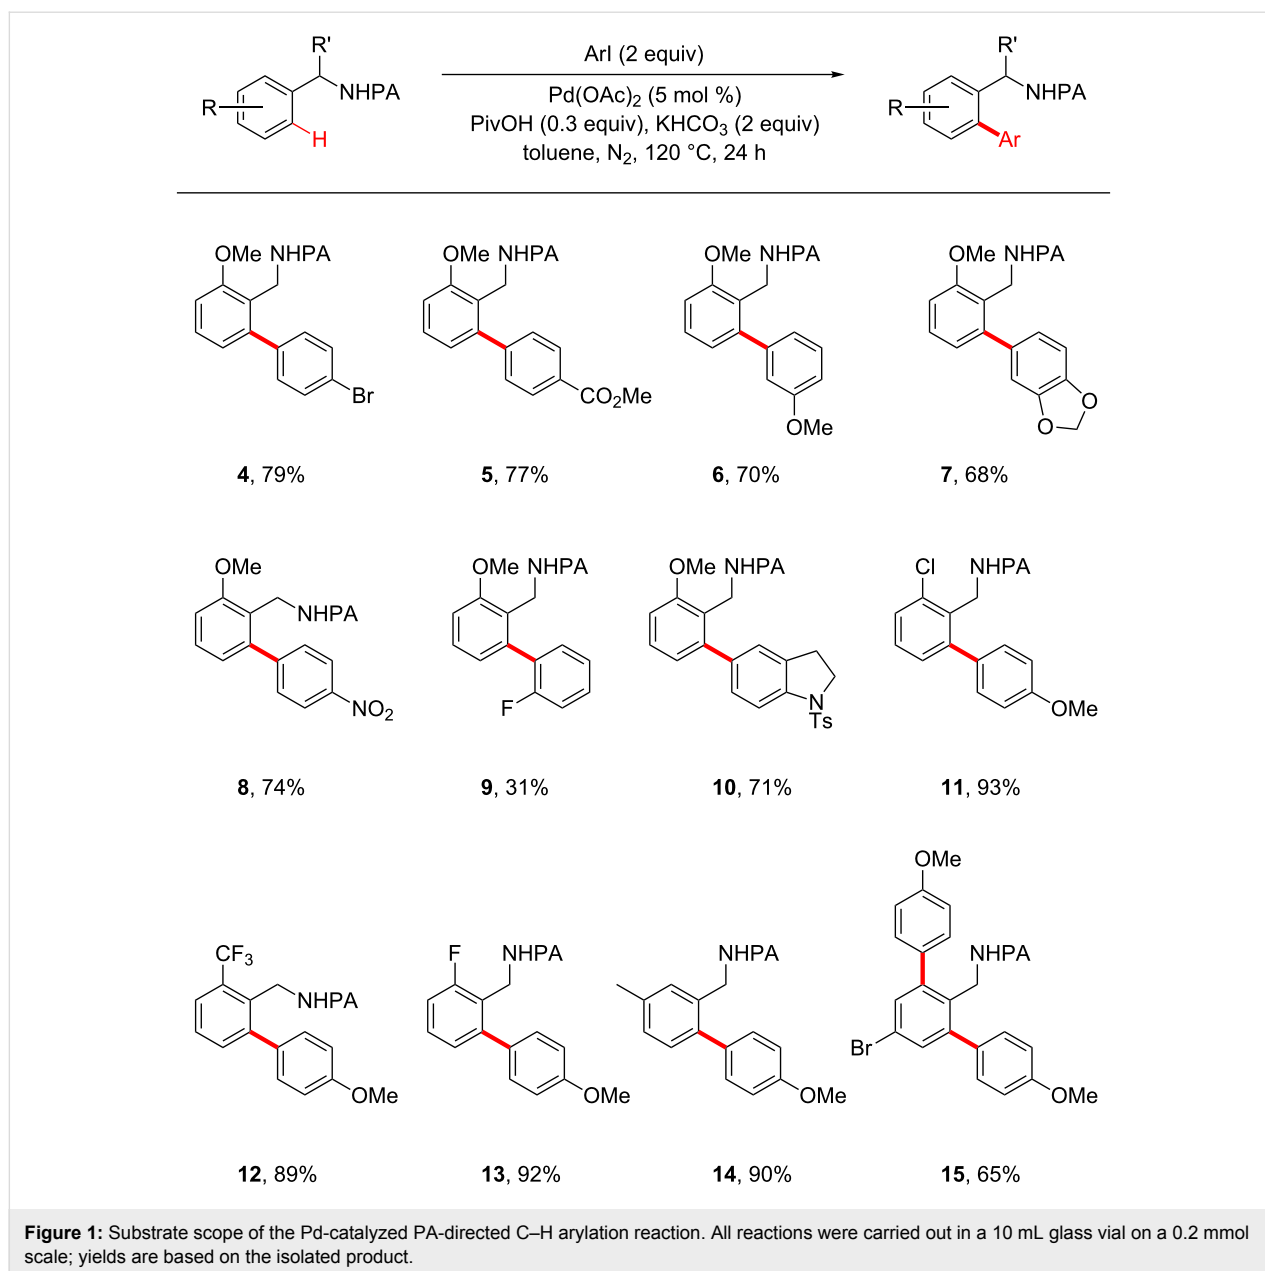 R'
NHPA
R
H
ArI (2 equiv)
Pd(OAc)2 (5 mol %)
PivOH (0.3 equiv), KHCO3 (2 equiv)
toluene, N2, 120 °C, 24 h
R'
NHPA
R
Ar
OMe NHPA
Br
4, 79%
OMe NHPA
CO2Me
5, 77%
OMe NHPA
OMe
6, 70%
OMe NHPA
O
O
7, 68%
OMe
NHPA
NO2
8, 74%
OMe NHPA
F
9, 31%
OMe NHPA
N
Ts
10, 71%
Cl NHPA
OMe
11, 93%
CF3
NHPA
OMe
12, 89%
F NHPA
OMe
13, 92%
NHPA
OMe
14, 90%
OMe
NHPA
Br
OMe
15, 65%
Figure 1: Substrate scope of the Pd-catalyzed PA-directed C–H arylation reaction. All reactions were carried out in a 10 mL glass vial on a 0.2 mmol
scale; yields are based on the isolated product.